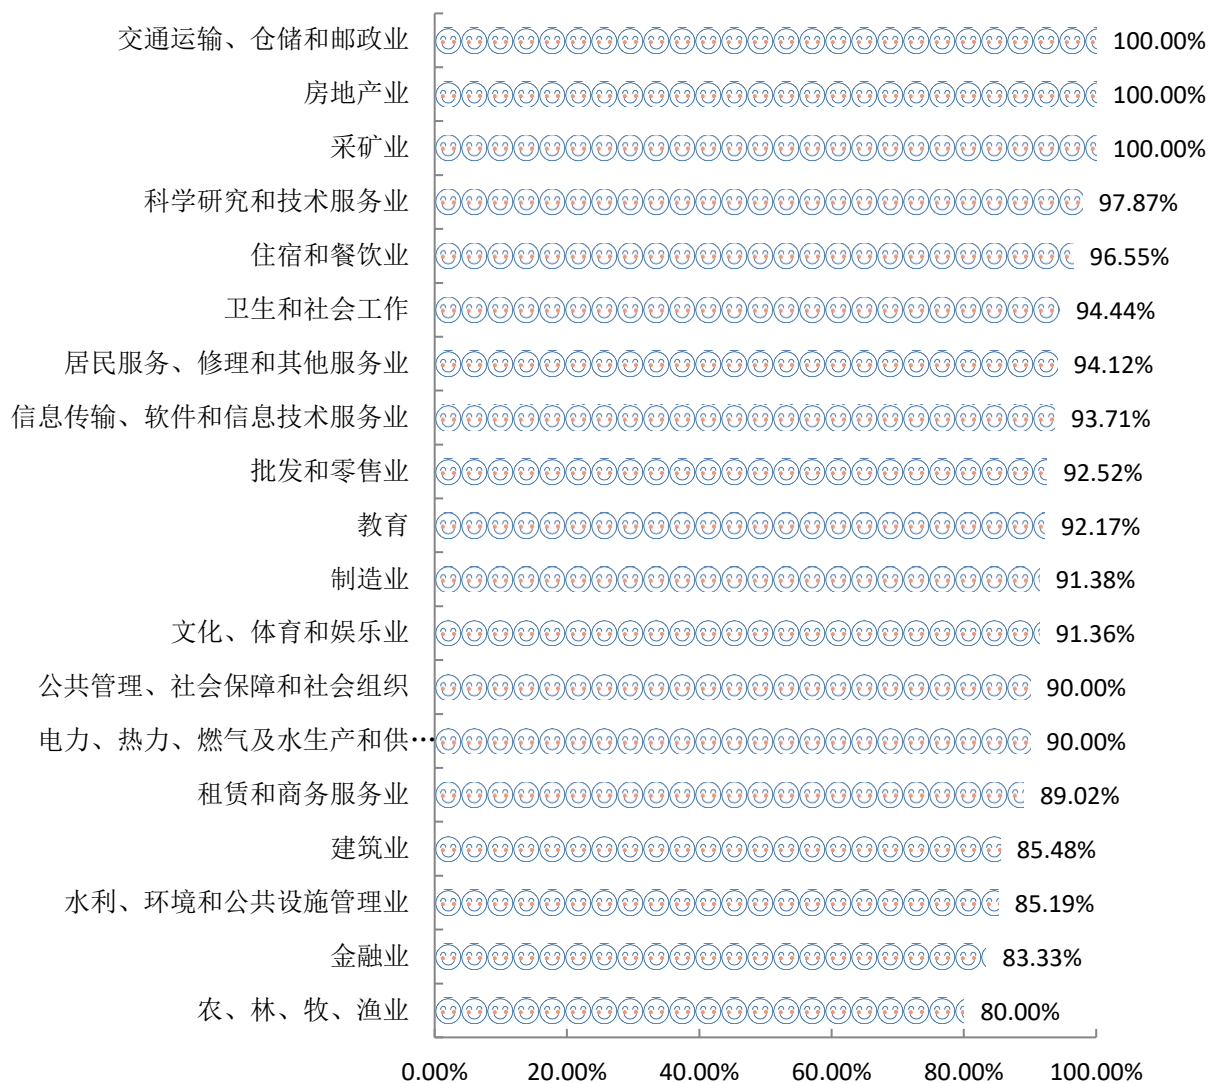 交通运输、仓储和邮政业 100.00%
房地产业 100.00%
采矿业 100.00%
科学研究和技术服务业 97.87%
住宿和餐饮业 96.55%
卫生和社会工作 94.44%
居民服务、修理和其他服务业 94.12%
信息传输、软件和信息技术服务业 93.71%
批发和零售业 92.52%
教育 92.17%
制造业 91.38%
文化、体育和娱乐业 91.36%
公共管理、社会保障和社会组织 90.00%
电力、热力、燃气及水生产和供… 90.00%
租赁和商务服务业 89.02%
建筑业 85.48%
水利、环境和公共设施管理业 85.19%
金融业 83.33%
农、林、牧、渔业 80.00%
0.00% 20.00% 40.00% 60.00% 80.00% 100.00%